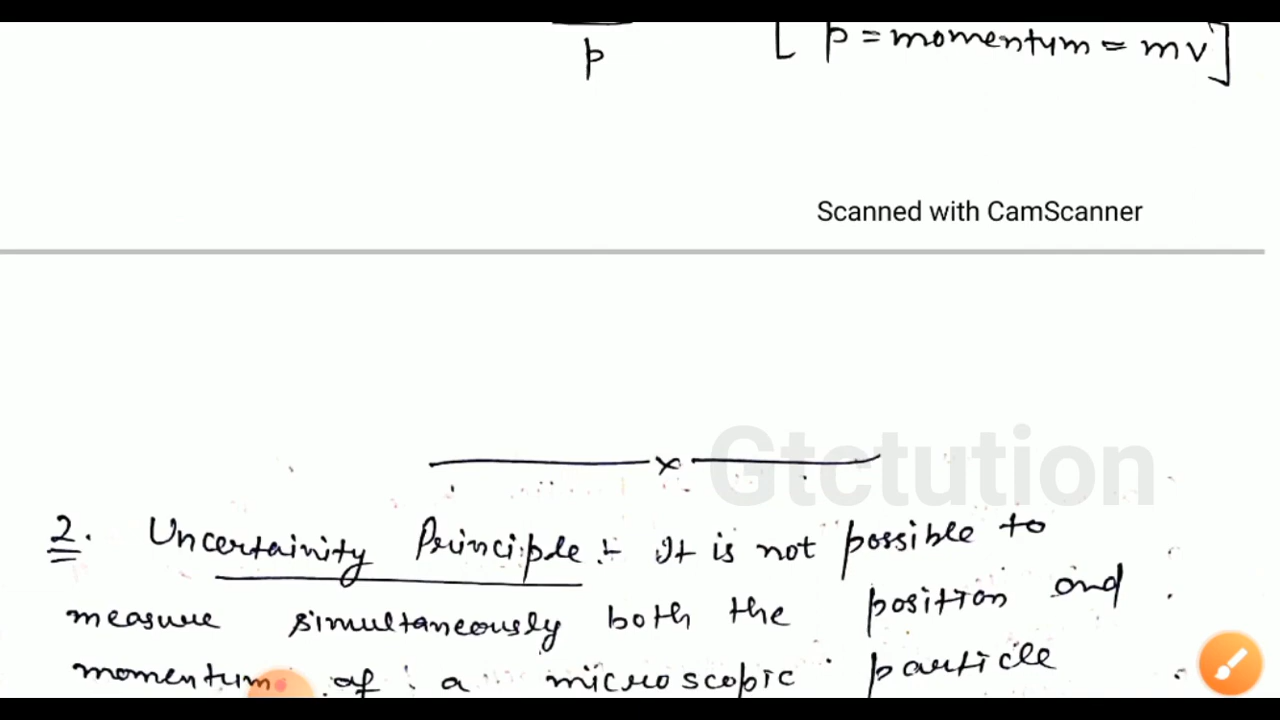 p [ p = momentum = mv ]
Scanned with CamScanner
Gtctution
2. Uncertainity Principle :- It is not possible to
measure simultaneously both the position and
momentum of a microscopic particle